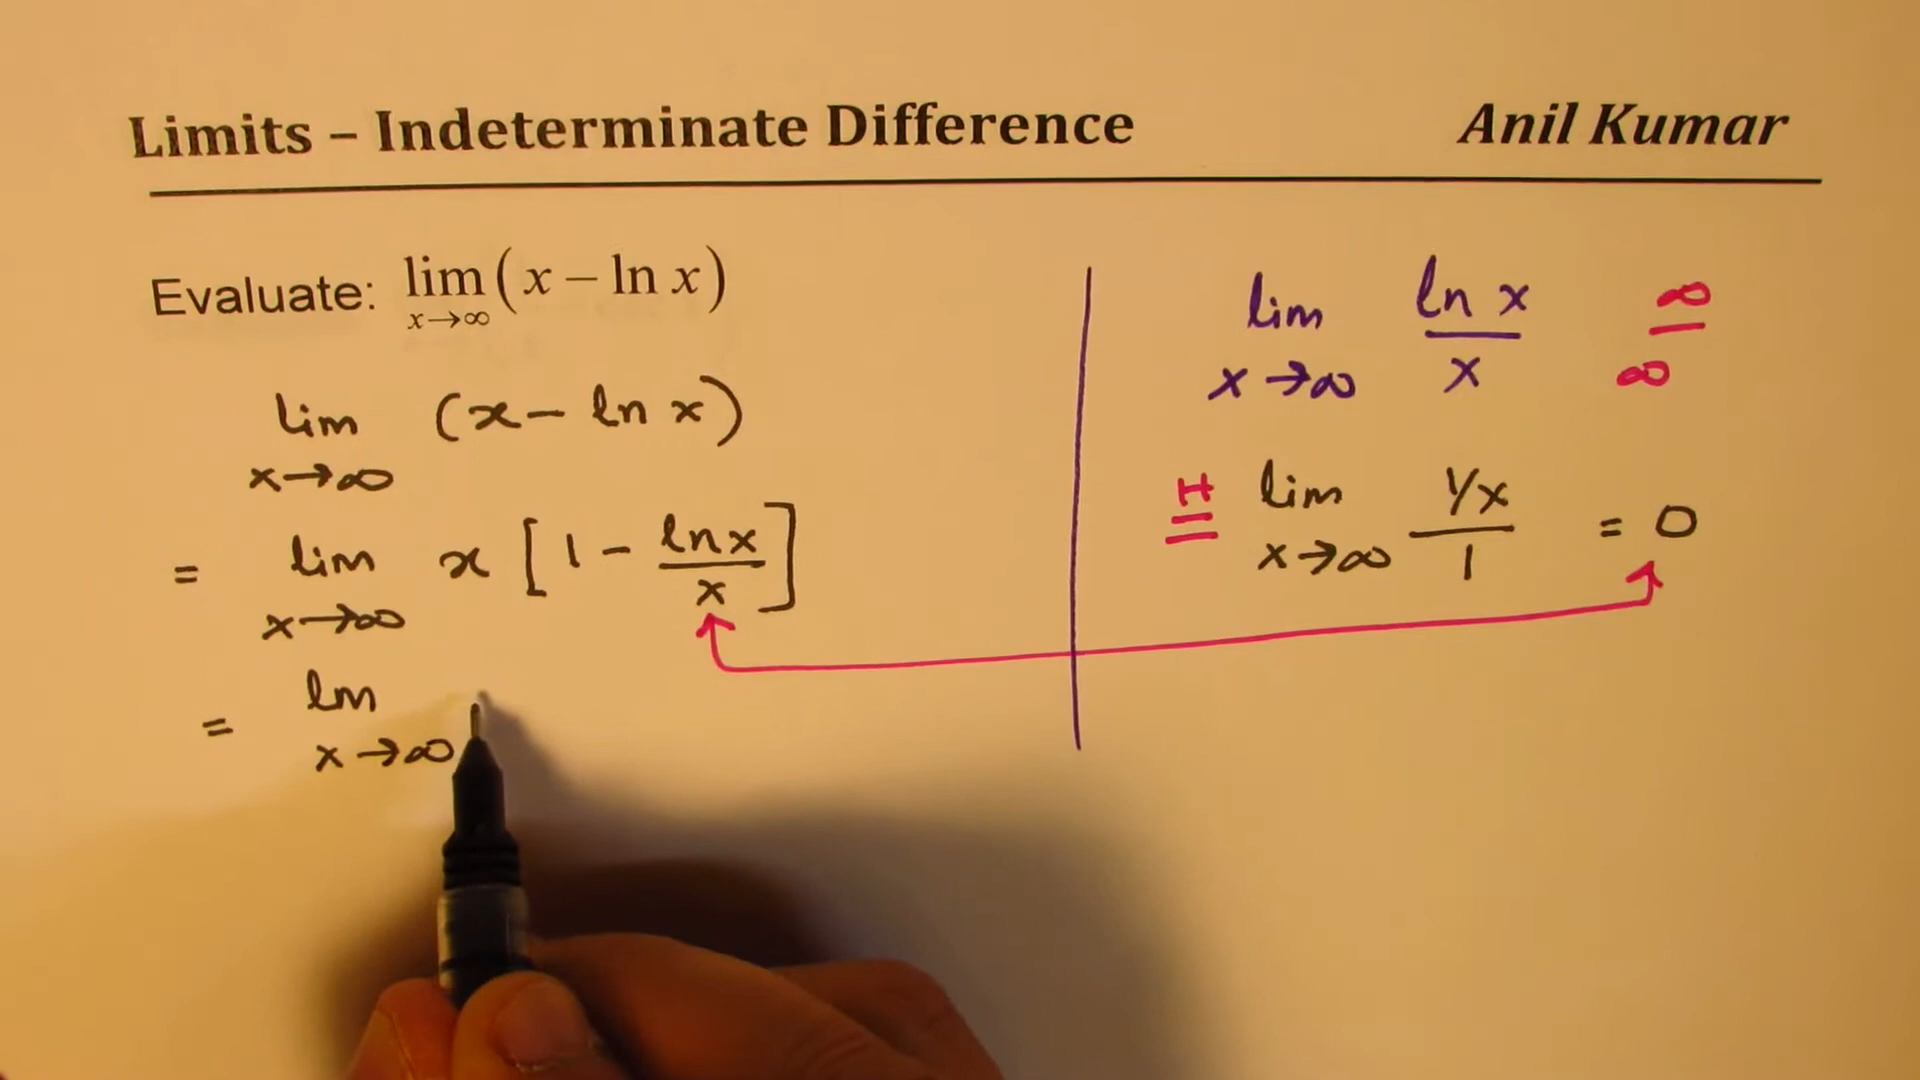 Limits – Indeterminate Difference Anil Kumar
Evaluate: lim x→∞ (x – ln x)
lim x→∞ (x – ln x)
= lim x→∞ x [1 - ln x / x]
= lm x→∞
lim x→∞ ln x / x ∞ / ∞
H= lim x→∞ 1/x / 1 = 0